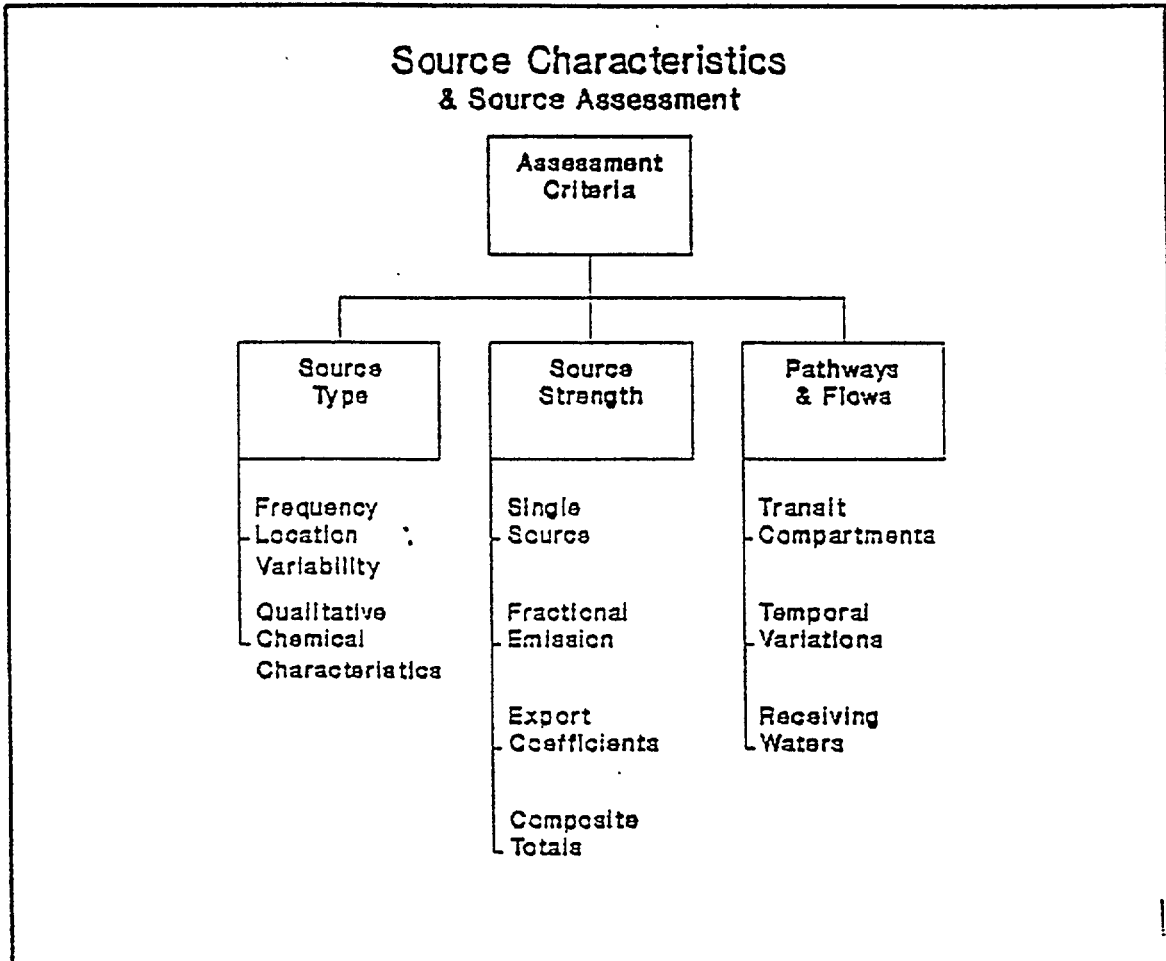 Source Characteristics
& Source Assessment
Assessment
Criteria
Source
Type
Source
Strength
Pathways
& Flows
Frequency
Location
Variability
Qualitative
Chemical
Characteristics
Single
Source
Fractional
Emission
Export
Coefficients
Composite
Totals
Transit
Compartments
Temporal
Variations
Receiving
Waters